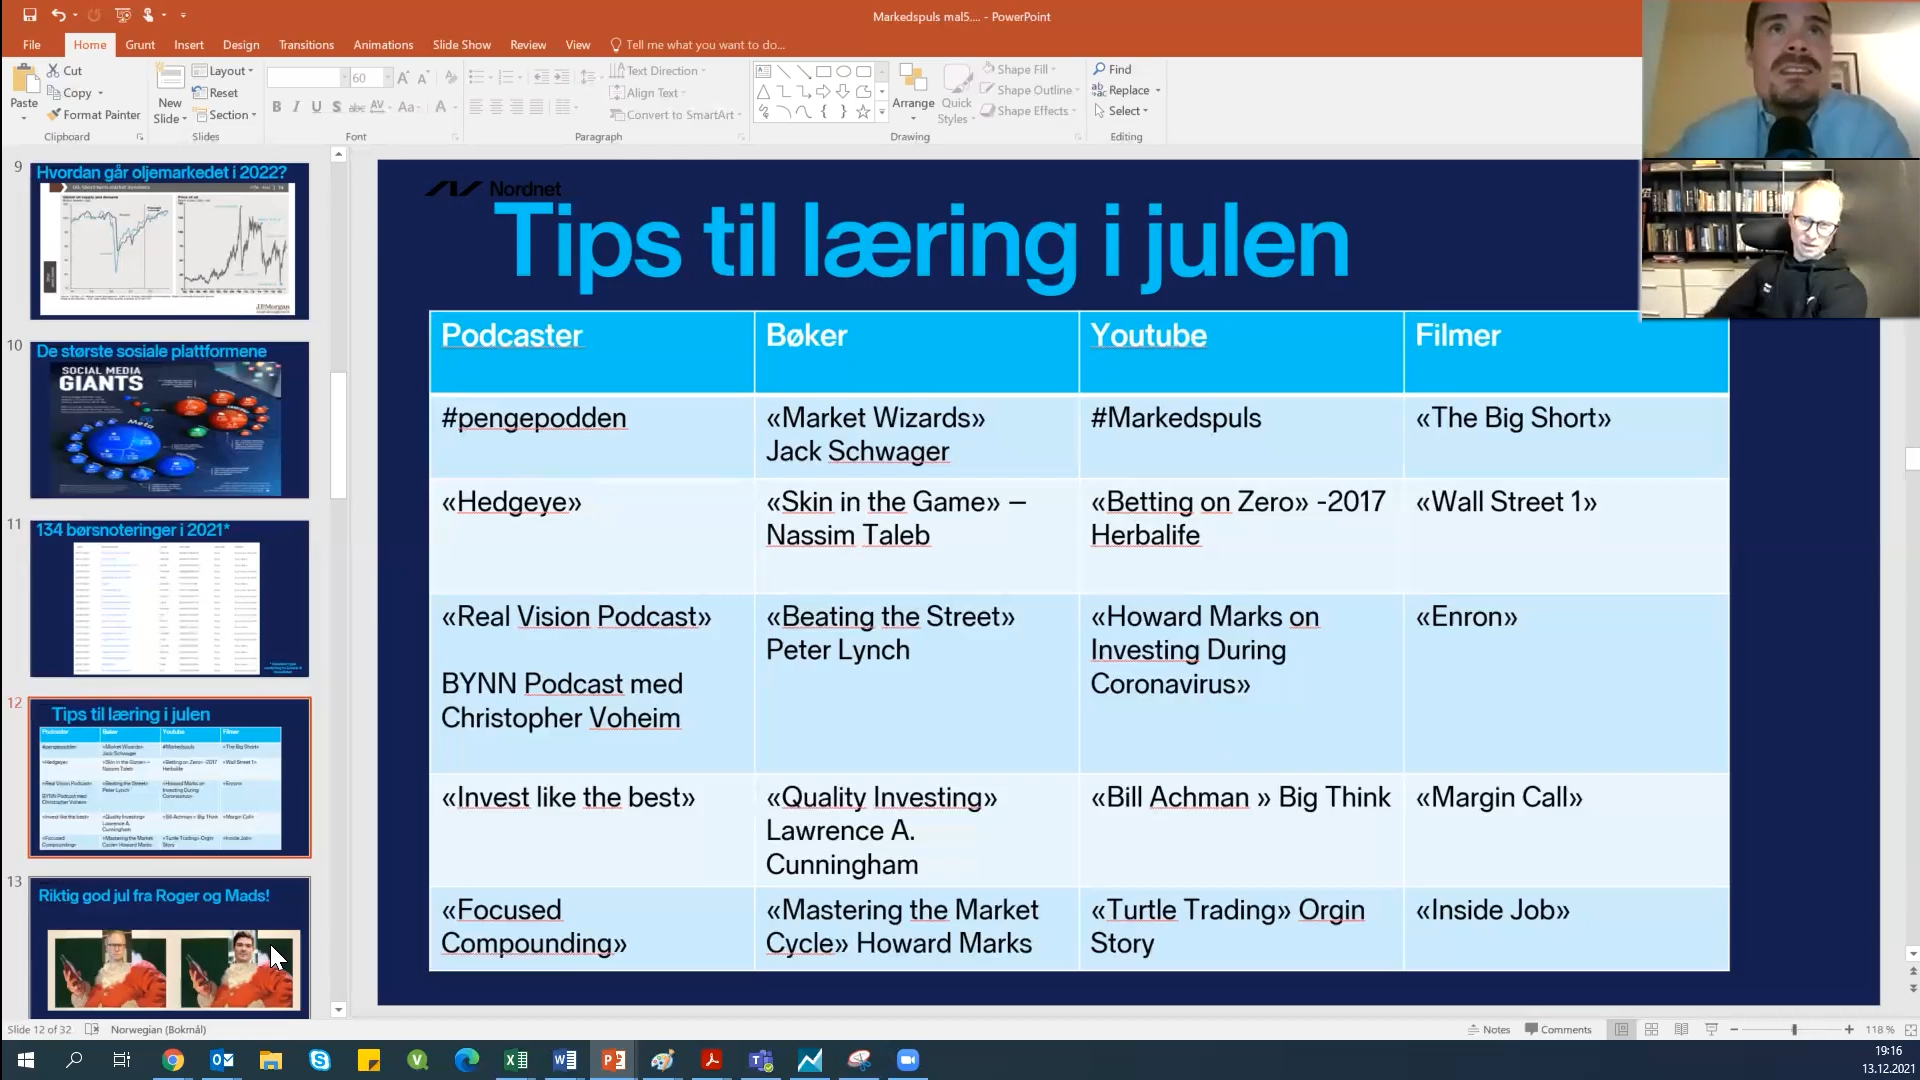 Markedspuls mal5.... - PowerPoint
File
Home
Grunt
Insert
Design
Transitions
Animations
Slide Show
Review
View
Tell me what you want to do...
Paste
Cut
Copy
Format Painter
Clipboard
New
Slide
Layout
Reset
Section
Slides
60
Font
Text Direction
Align Text
Convert to SmartArt
Paragraph
Arrange
Quick
Styles
Shape Fill
Shape Outline
Shape Effects
Drawing
Find
Replace
Select
Editing
9
Hvordan går oljemarkedet i 2022?
J.P.Morgan
10
De største sosiale plattformene
SOCIAL MEDIA
GIANTS
Meta
11
134 børsnoteringer i 2021*
12
Tips til læring i julen
13
Riktig god jul fra Roger og Mads!
Nordnet
Tips til læring i julen
Podcaster
Bøker
Youtube
Filmer
#pengepodden
«Market Wizards»
Jack Schwager
#Markedspuls
«The Big Short»
«Hedgeye»
«Skin in the Game» –
Nassim Taleb
«Betting on Zero» -2017
Herbalife
«Wall Street 1»
«Real Vision Podcast»
BYNN Podcast med
Christopher Voheim
«Beating the Street»
Peter Lynch
«Howard Marks on
Investing During
Coronavirus»
«Enron»
«Invest like the best»
«Quality Investing»
Lawrence A.
Cunningham
«Bill Achman » Big Think
«Margin Call»
«Focused
Compounding»
«Mastering the Market
Cycle» Howard Marks
«Turtle Trading» Orgin
Story
«Inside Job»
Slide 12 of 32
Norwegian (Bokmål)
Notes
Comments
118 %
19:16
13.12.2021